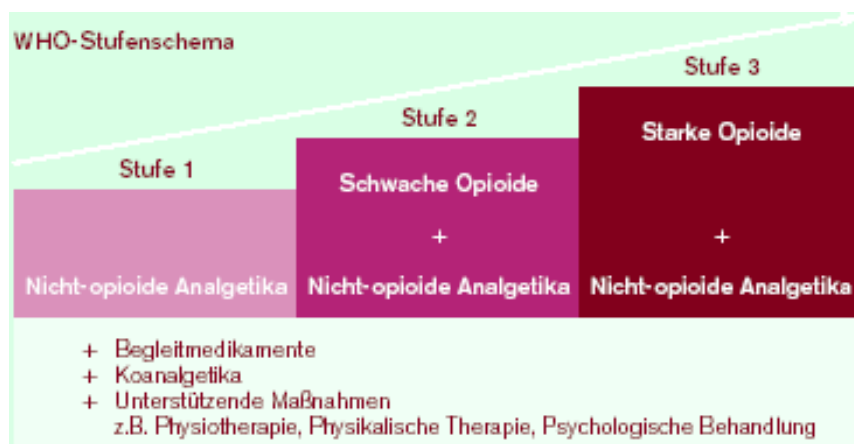 WHO-Stufenschema
Stufe 1
Nicht-opioide Analgetika
Stufe 2
Schwache Opioide
+
Nicht-opioide Analgetika
Stufe 3
Starke Opioide
+
Nicht-opioide Analgetika
+ Begleitmedikamente
+ Koanalgetika
+ Unterstützende Maßnahmen
z.B. Physiotherapie, Physikalische Therapie, Psychologische Behandlung